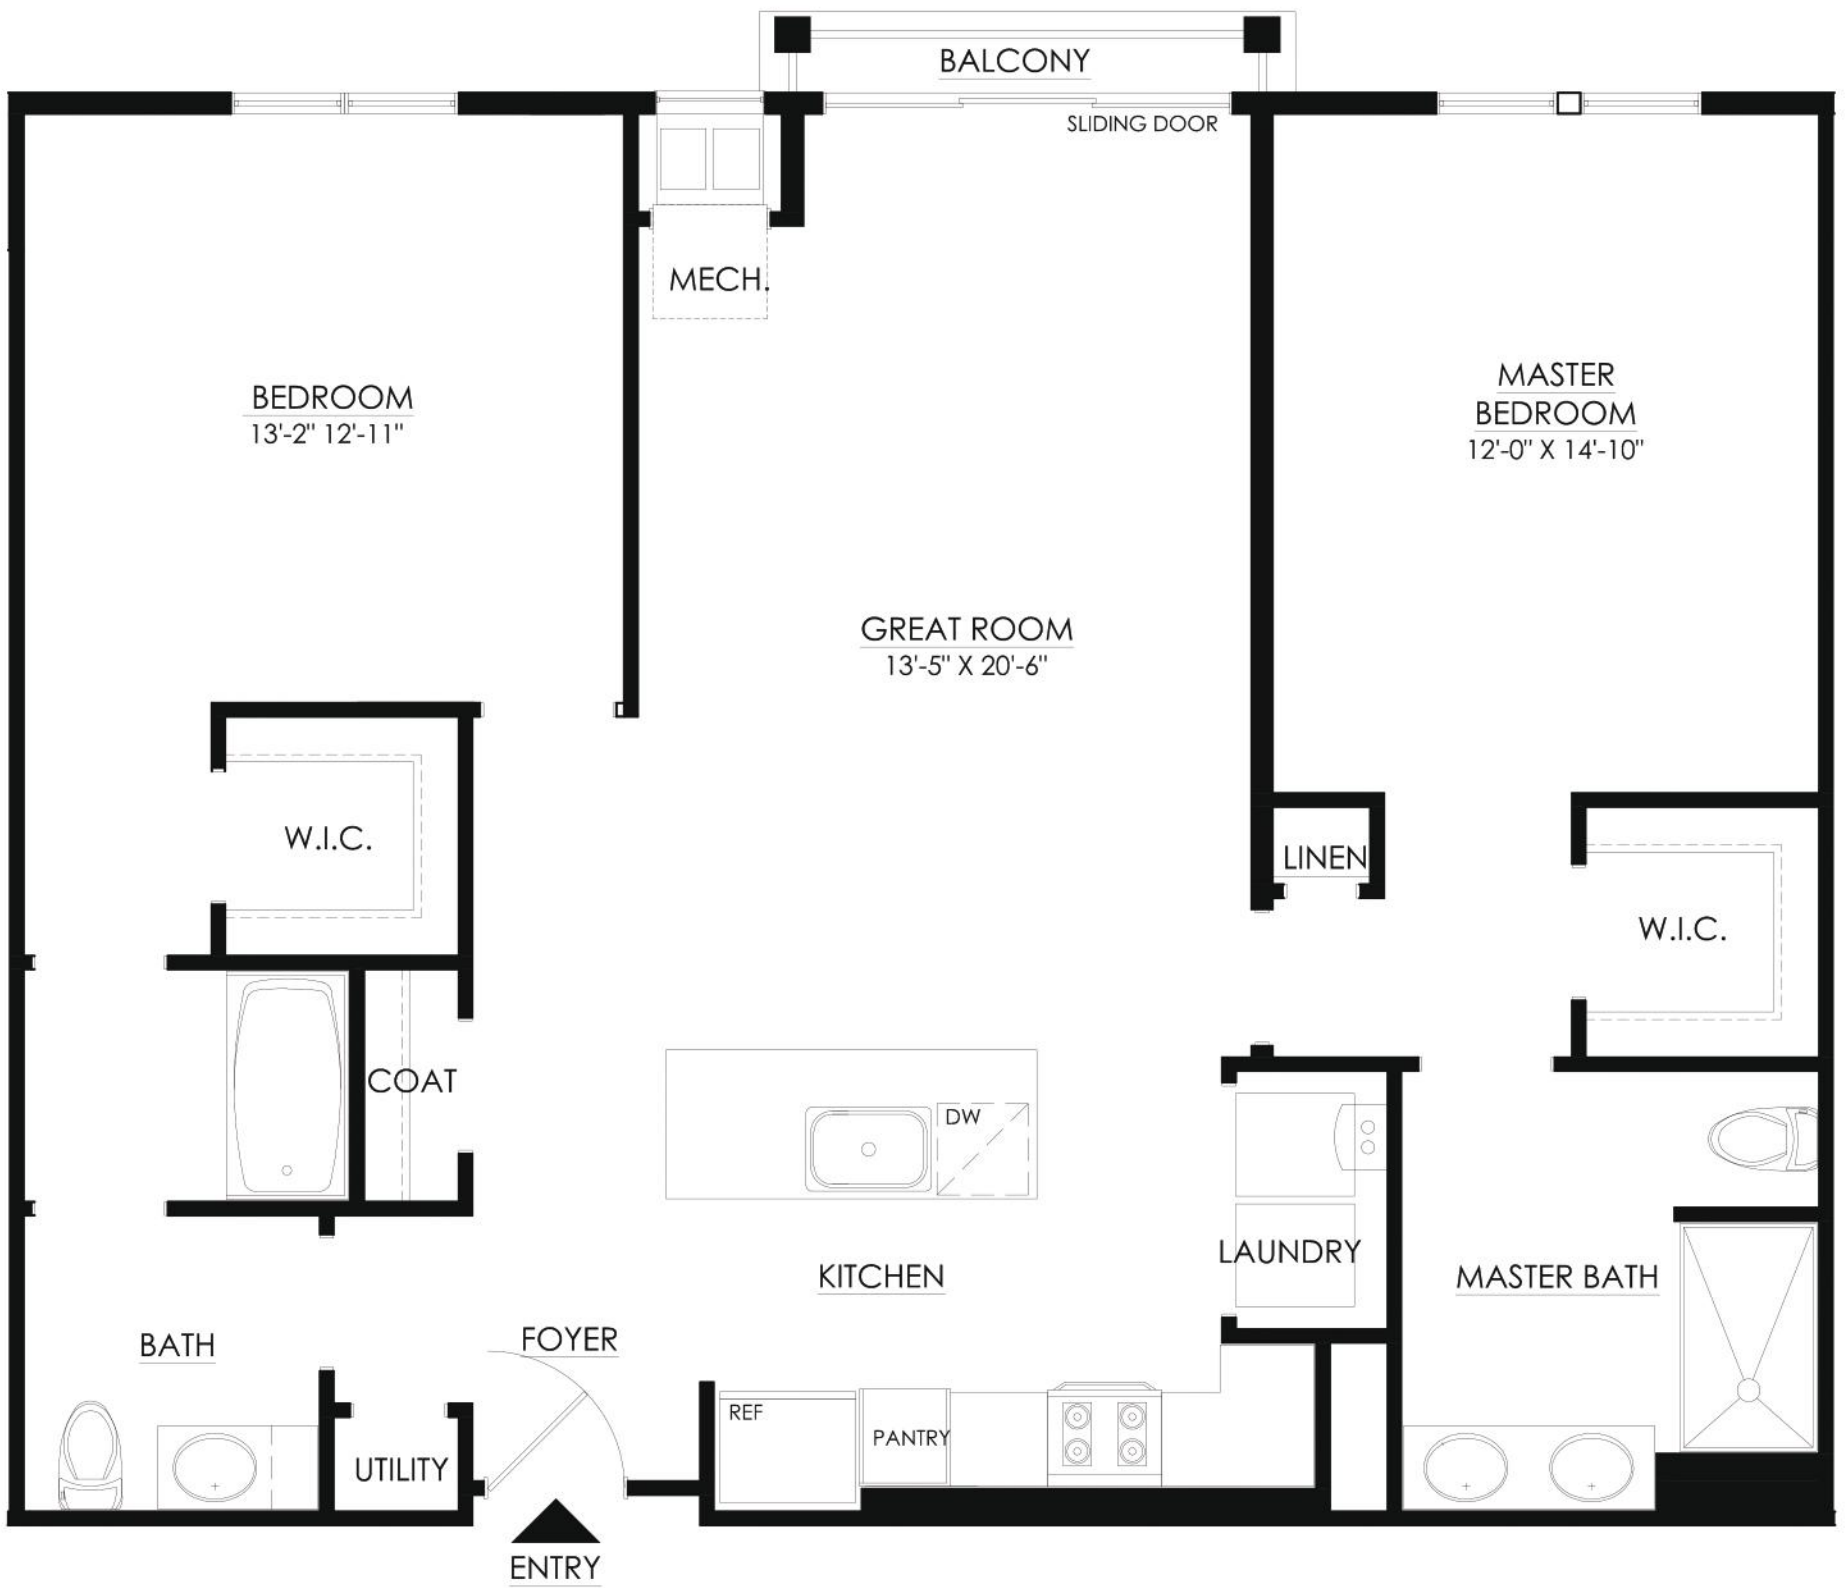 BALCONY
SLIDING DOOR
MECH.
BEDROOM
13'-2" 12'-11"
MASTER
BEDROOM
12'-0" X 14'-10"
GREAT ROOM
13'-5" X 20'-6"
W.I.C.
LINEN
W.I.C.
COAT
DW
LAUNDRY
KITCHEN
MASTER BATH
BATH
FOYER
REF
PANTRY
UTILITY
ENTRY